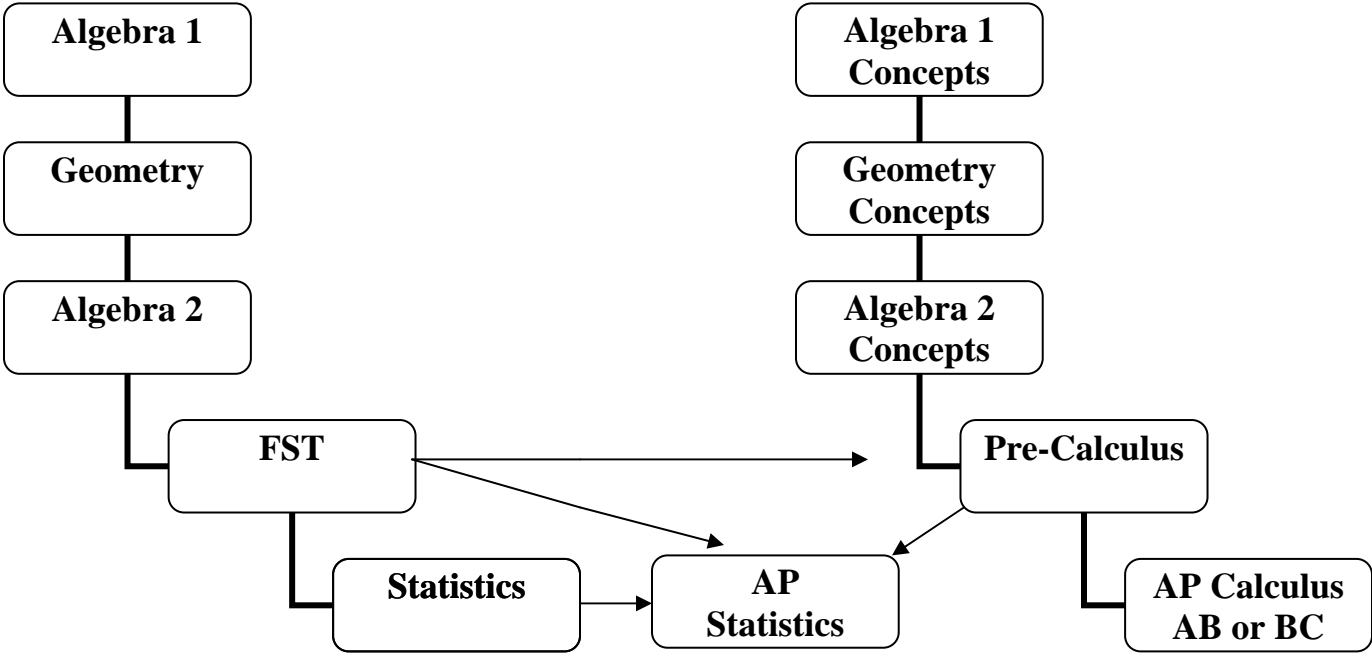 Algebra 1
Algebra 1
Concepts
Geometry
Geometry
Concepts
Algebra 2
Algebra 2
Concepts
FST
Pre-Calculus
Statistics
AP
Statistics
AP Calculus
AB or BC